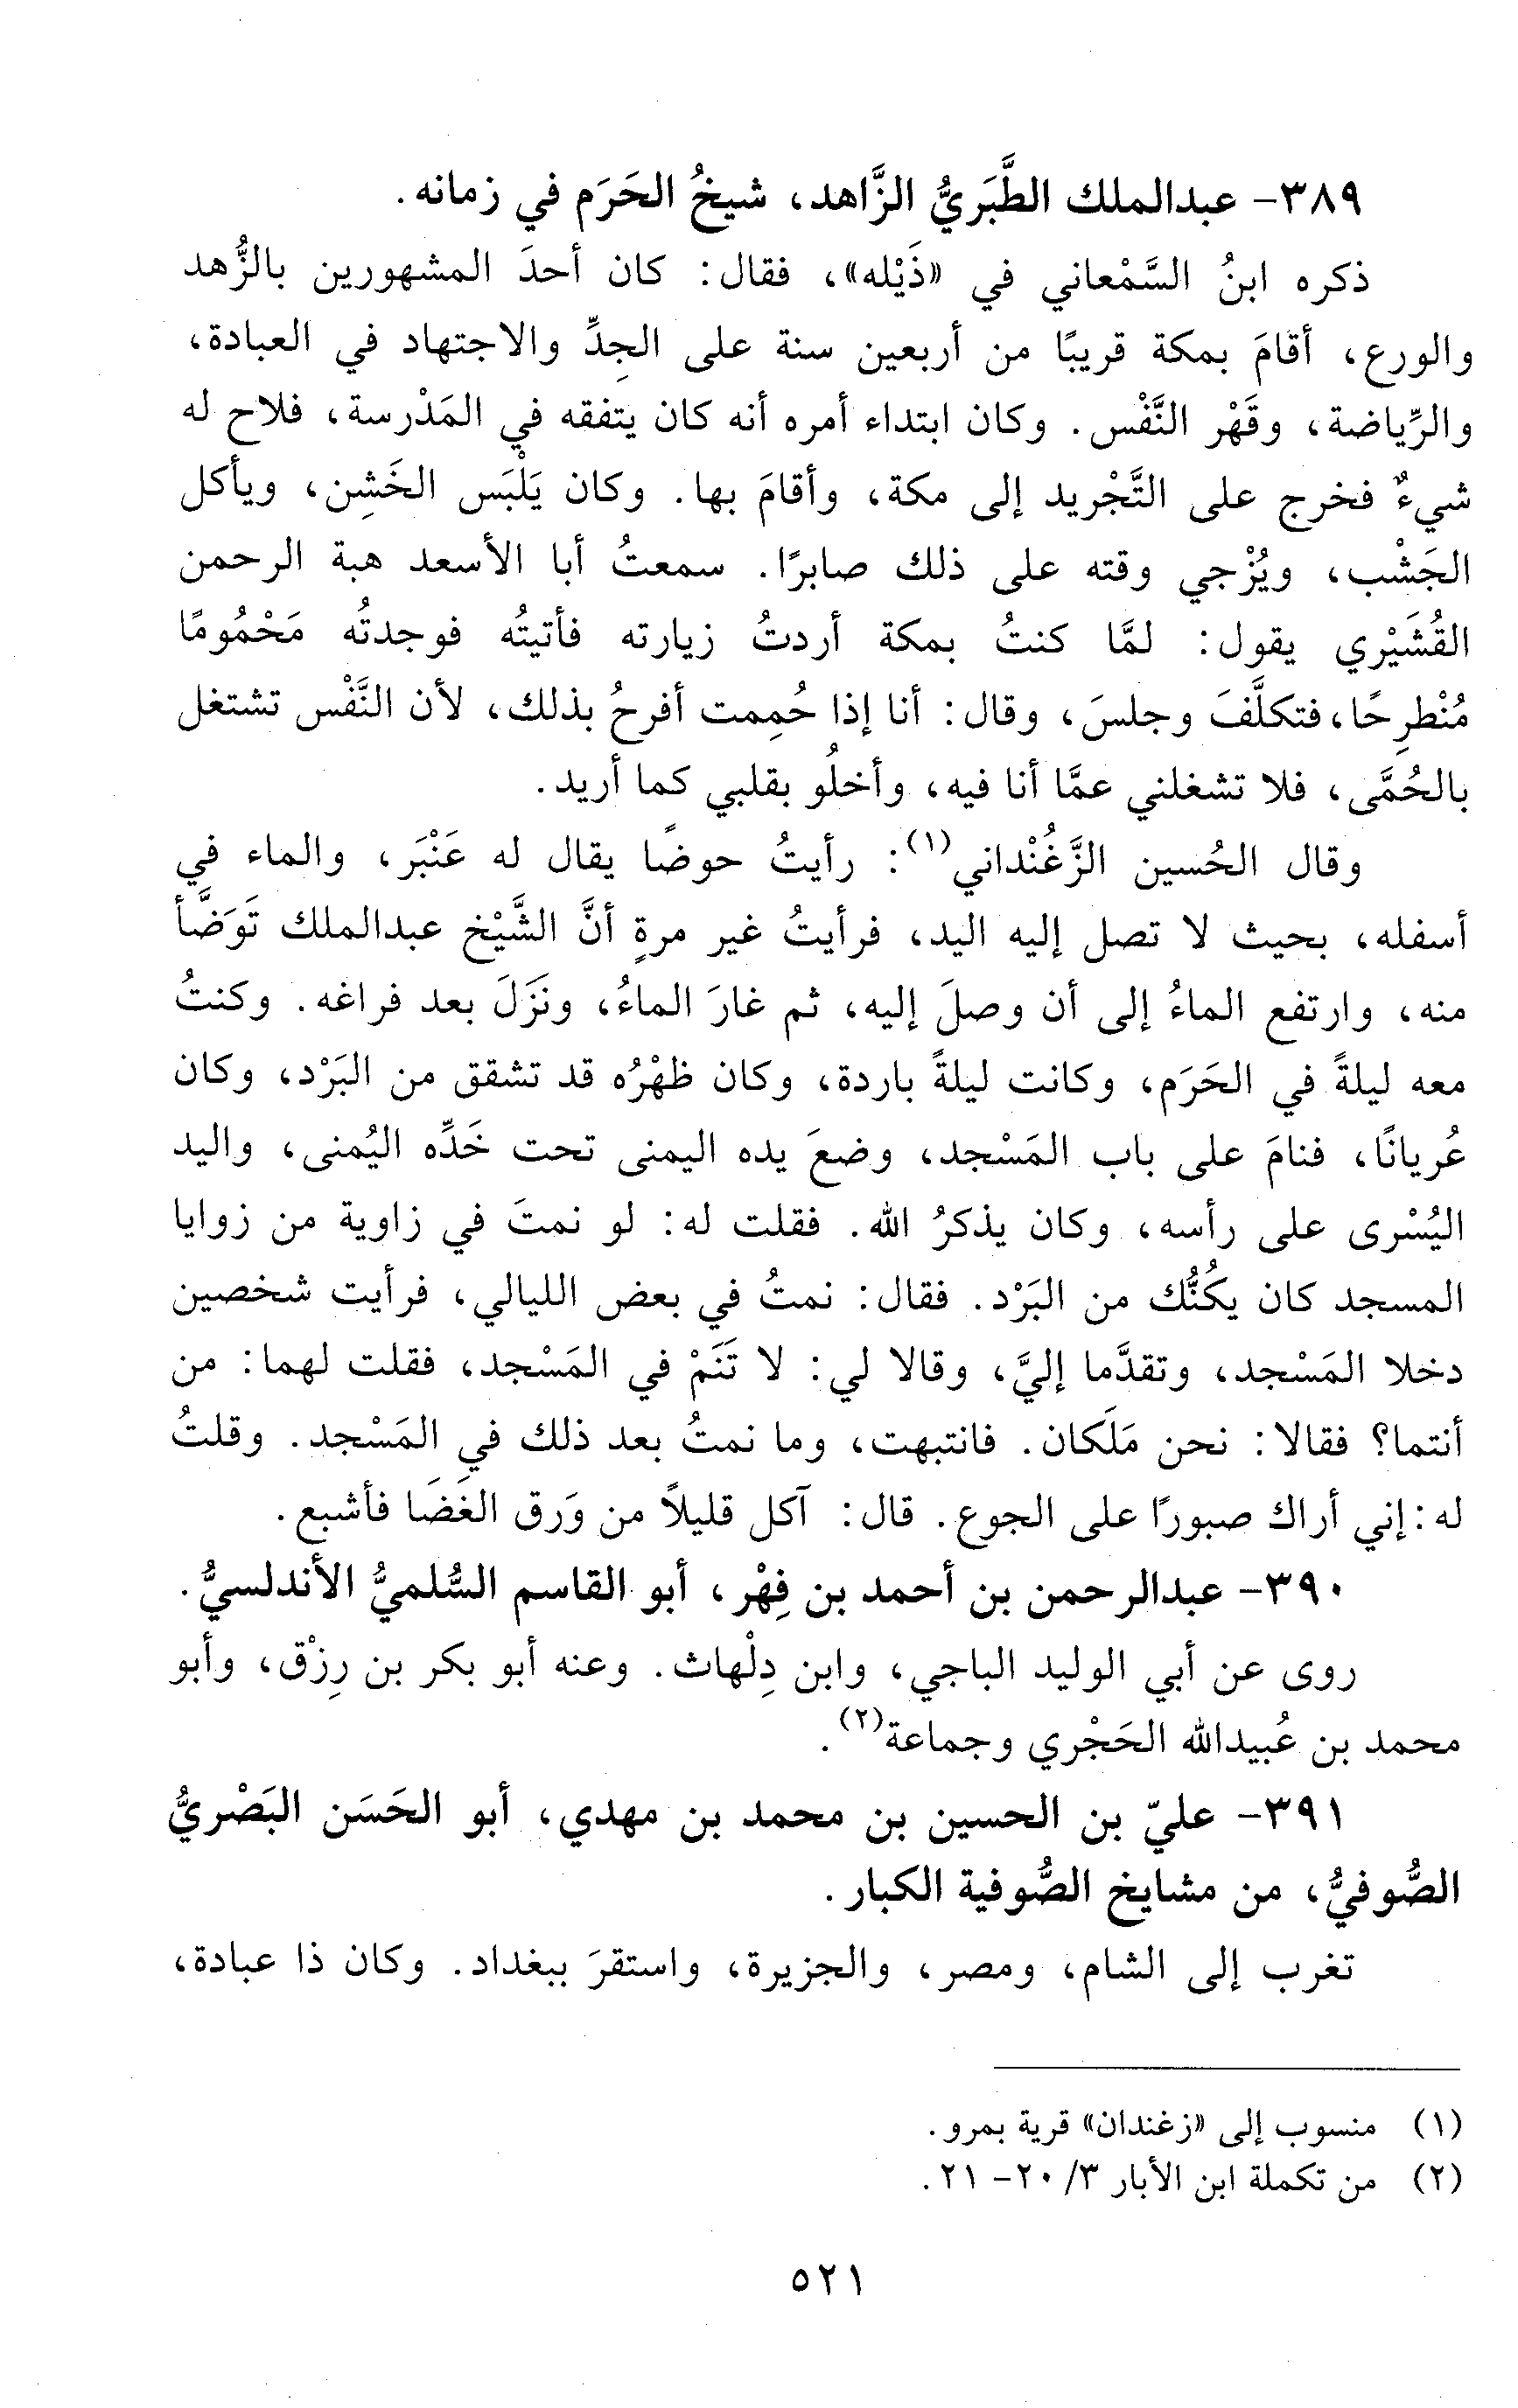 ٣٨٩- عبدالملك الطَّبَريُّ الزَّاهد، شيخُ الحَرَم في زمانه.
ذكره ابنُ السَّمْعاني في «ذَيْله»، فقال: كان أحدَ المشهورين بالزُّهد
والورع، أقامَ بمكة قريبًا من أربعين سنة على الجِدِّ والاجتهاد في العبادة،
والرِّياضة، وقَهْر النَّفْس. وكان ابتداء أمره أنه كان يتفقه في المَدْرسة، فلاح له
شيءٌ فخرج على التَّجْريد إلى مكة، وأقامَ بها. وكان يَلْبَس الخَشِن، ويأكل
الجَشْب، ويُزْجي وقته على ذلك صابرًا. سمعتُ أبا الأسعد هبة الرحمن
القُشَيْري يقول: لمَّا كنتُ بمكة أردتُ زيارته فأتيتُه فوجدتُه مَحْمُومًا
مُنْطرِحًا، فتكلَّفَ وجلسَ، وقال: أنا إذا حُمِمت أفرحُ بذلك، لأن النَّفْس تشتغل
بالحُمَّى، فلا تشغلني عمَّا أنا فيه، وأخلُو بقلبي كما أريد.
وقال الحُسين الزَّغُنْداني(١): رأيتُ حوضًا يقال له عَنْبَر، والماء في
أسفله، بحيث لا تصل إليه اليد، فرأيتُ غير مرةٍ أنَّ الشَّيْخ عبدالملك تَوَضَّأ
منه، وارتفع الماءُ إلى أن وصلَ إليه، ثم غارَ الماءُ، ونَزَلَ بعد فراغه. وكنتُ
معه ليلةً في الحَرَم، وكانت ليلةً باردة، وكان ظهْرُه قد تشقق من البَرْد، وكان
عُريانًا، فنامَ على باب المَسْجد، وضعَ يده اليمنى تحت خَدِّه اليُمنى، واليد
اليُسْرى على رأسه، وكان يذكرُ الله. فقلت له: لو نمتَ في زاوية من زوايا
المسجد كان يكُنُّك من البَرْد. فقال: نمتُ في بعض الليالي، فرأيت شخصين
دخلا المَسْجد، وتقدَّما إليَّ، وقالا لي: لا تَنَمْ في المَسْجد، فقلت لهما: من
أنتما؟ فقالا: نحن مَلَكان. فانتبهت، وما نمتُ بعد ذلك في المَسْجد. وقلتُ
له: إني أراك صبورًا على الجوع. قال: آكل قليلاً من وَرق الغَضَا فأشبع.
٣٩٠- عبدالرحمن بن أحمد بن فِهْر، أبو القاسم السُّلميُّ الأندلسيُّ.
روى عن أبي الوليد الباجي، وابن دِلْهاث. وعنه أبو بكر بن رِزْق، وأبو
محمد بن عُبيدالله الحَجْري وجماعة(٢).
٣٩١- عليّ بن الحسين بن محمد بن مهدي، أبو الحَسَن البَصْريُّ
الصُّوفيُّ، من مشايخ الصُّوفية الكبار.
تغرب إلى الشام، ومصر، والجزيرة، واستقرَ ببغداد. وكان ذا عبادة،
(١) منسوب إلى «زغندان» قرية بمرو.
(٢) من تكملة ابن الأبار ٣/ ٢٠- ٢١.
٥٢١